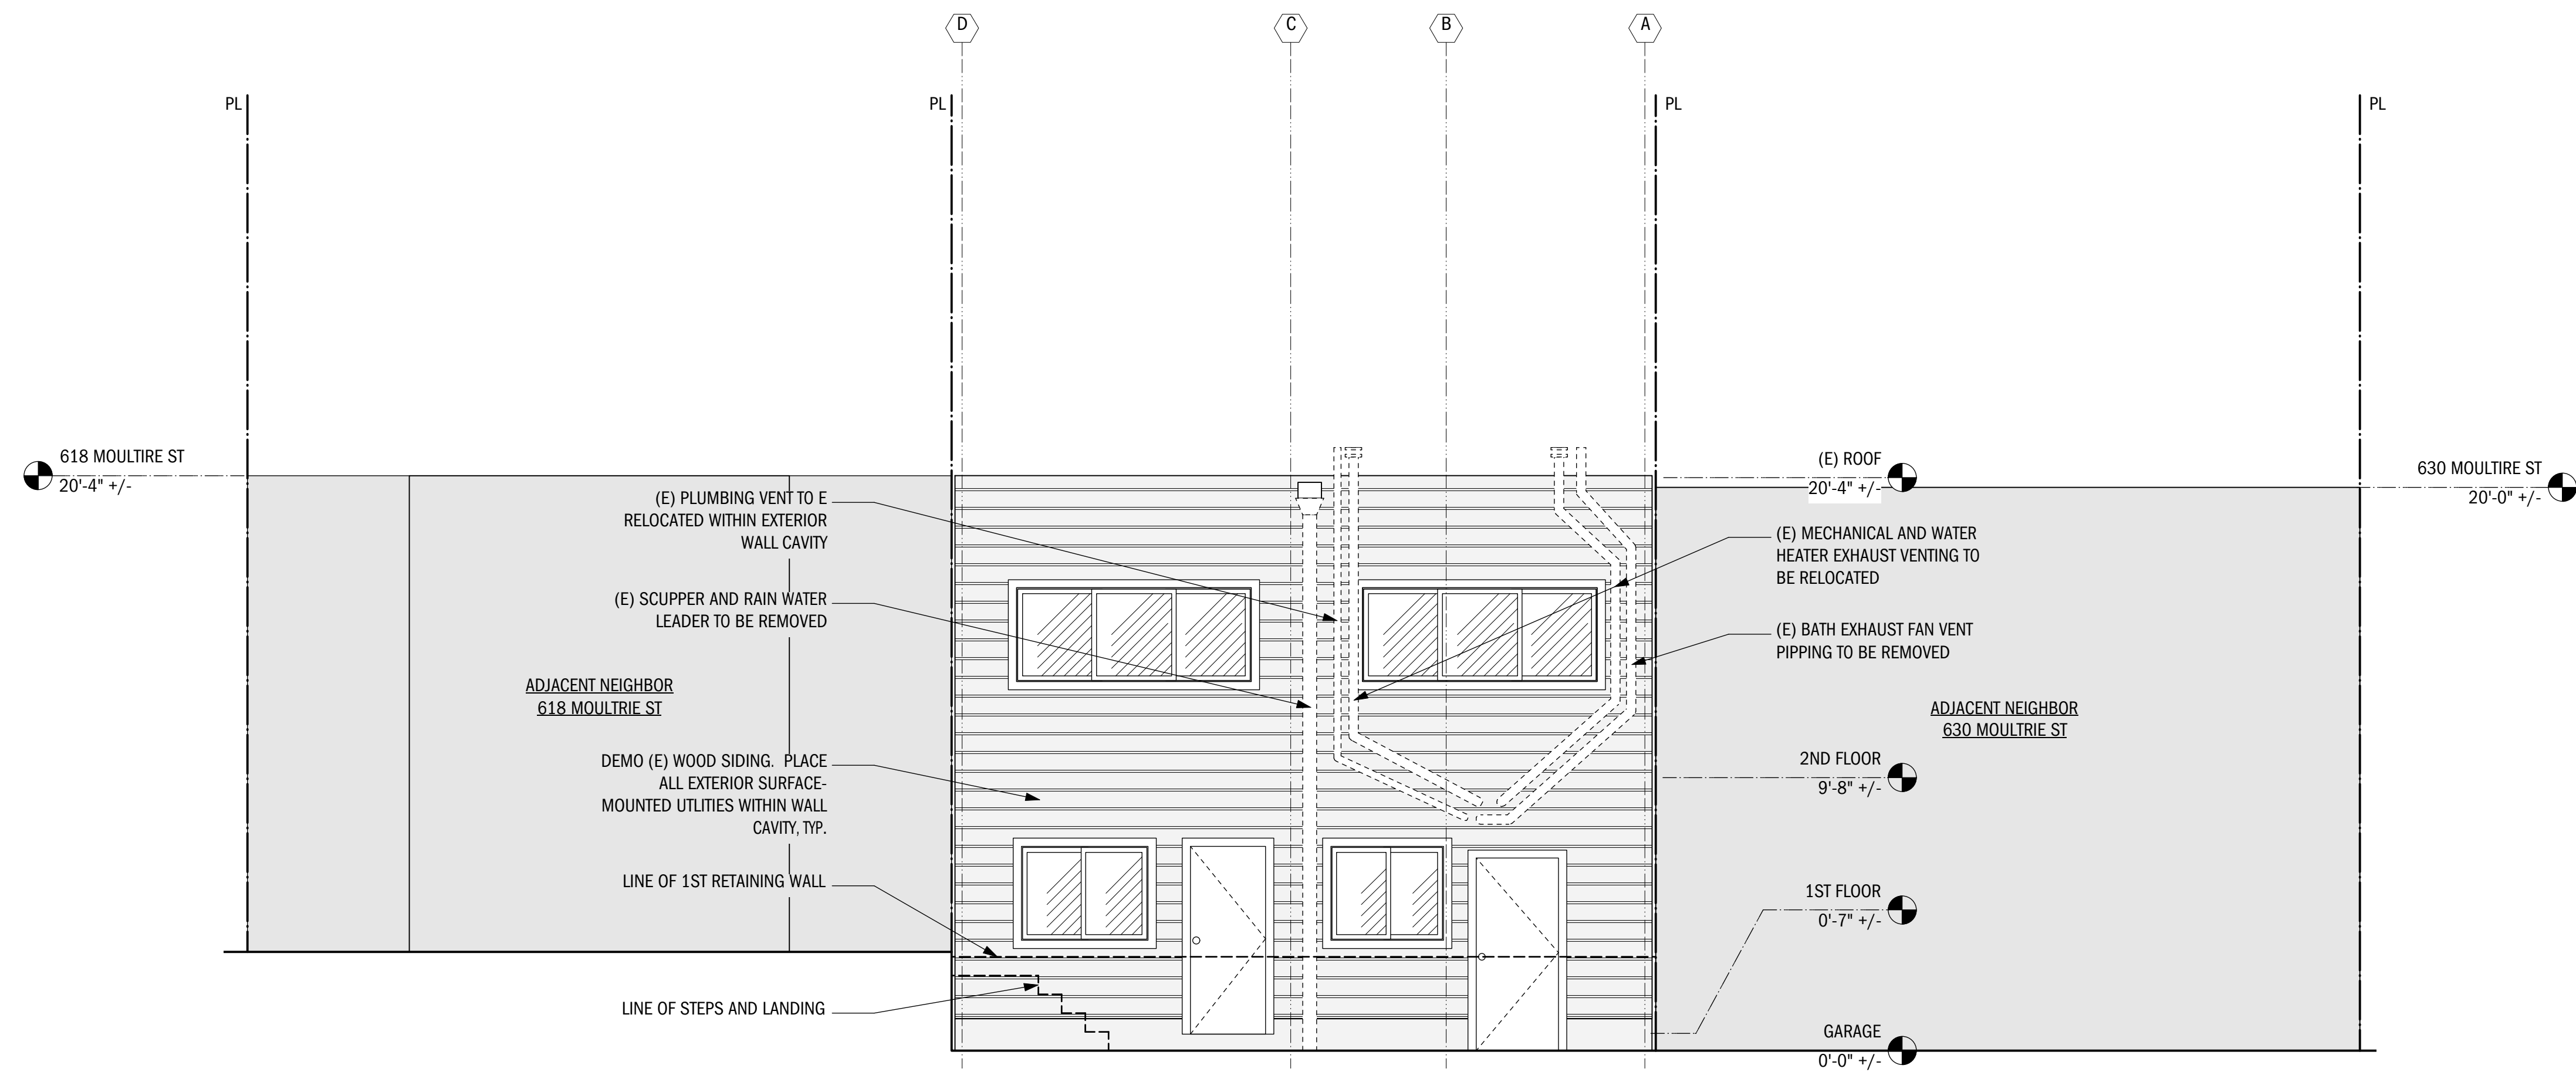 D
C
B
A
PL
PL
PL
PL
618 MOULTIRE ST
20'-4" +/-
(E) PLUMBING VENT TO E
RELOCATED WITHIN EXTERIOR
WALL CAVITY
(E) SCUPPER AND RAIN WATER
LEADER TO BE REMOVED
ADJACENT NEIGHBOR
618 MOULTRIE ST
DEMO (E) WOOD SIDING. PLACE
ALL EXTERIOR SURFACE-
MOUNTED UTLITIES WITHIN WALL
CAVITY, TYP.
LINE OF 1ST RETAINING WALL
LINE OF STEPS AND LANDING
(E) ROOF
20'-4" +/-
(E) MECHANICAL AND WATER
HEATER EXHAUST VENTING TO
BE RELOCATED
(E) BATH EXHAUST FAN VENT
PIPPING TO BE REMOVED
ADJACENT NEIGHBOR
630 MOULTRIE ST
2ND FLOOR
9'-8" +/-
1ST FLOOR
0'-7" +/-
GARAGE
0'-0" +/-
630 MOULTIRE ST
20'-0" +/-